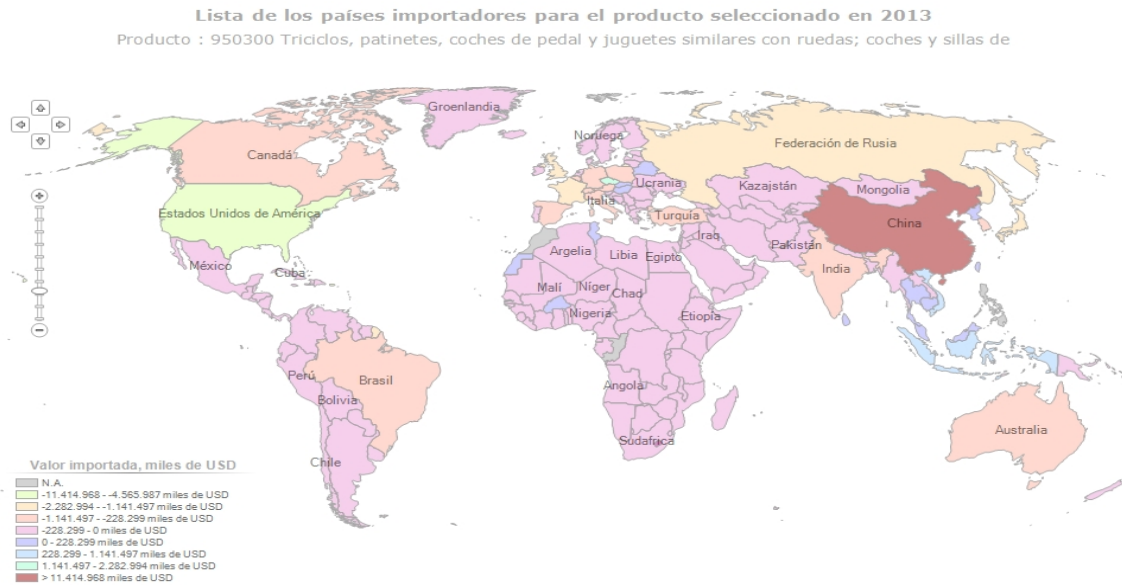 Lista de los países importadores para el producto seleccionado en 2013
Producto : 950300 Triciclos, patinetes, coches de pedal y juguetes similares con ruedas; coches y sillas de
Groenlandia
Noruega
Canadá
Federación de Rusia
Ucrania
Kazajstán
Mongolia
Estados Unidos de América
Italia
Turquía
China
Iraq
Pakistán
México
Cuba
Argelia
Libia
Egipto
India
Malí
Níger
Chad
Nigeria
Etiopía
Perú
Brasil
Angola
Bolivia
Australia
Sudafrica
Chile
Valor importada, miles de USD
N.A.
-11.414.968 - -4.565.987 miles de USD
-2.282.994 - -1.141.497 miles de USD
-1.141.497 - -228.299 miles de USD
-228.299 - 0 miles de USD
0 - 228.299 miles de USD
228.299 - 1.141.497 miles de USD
1.141.497 - 2.282.994 miles de USD
> 11.414.968 miles de USD